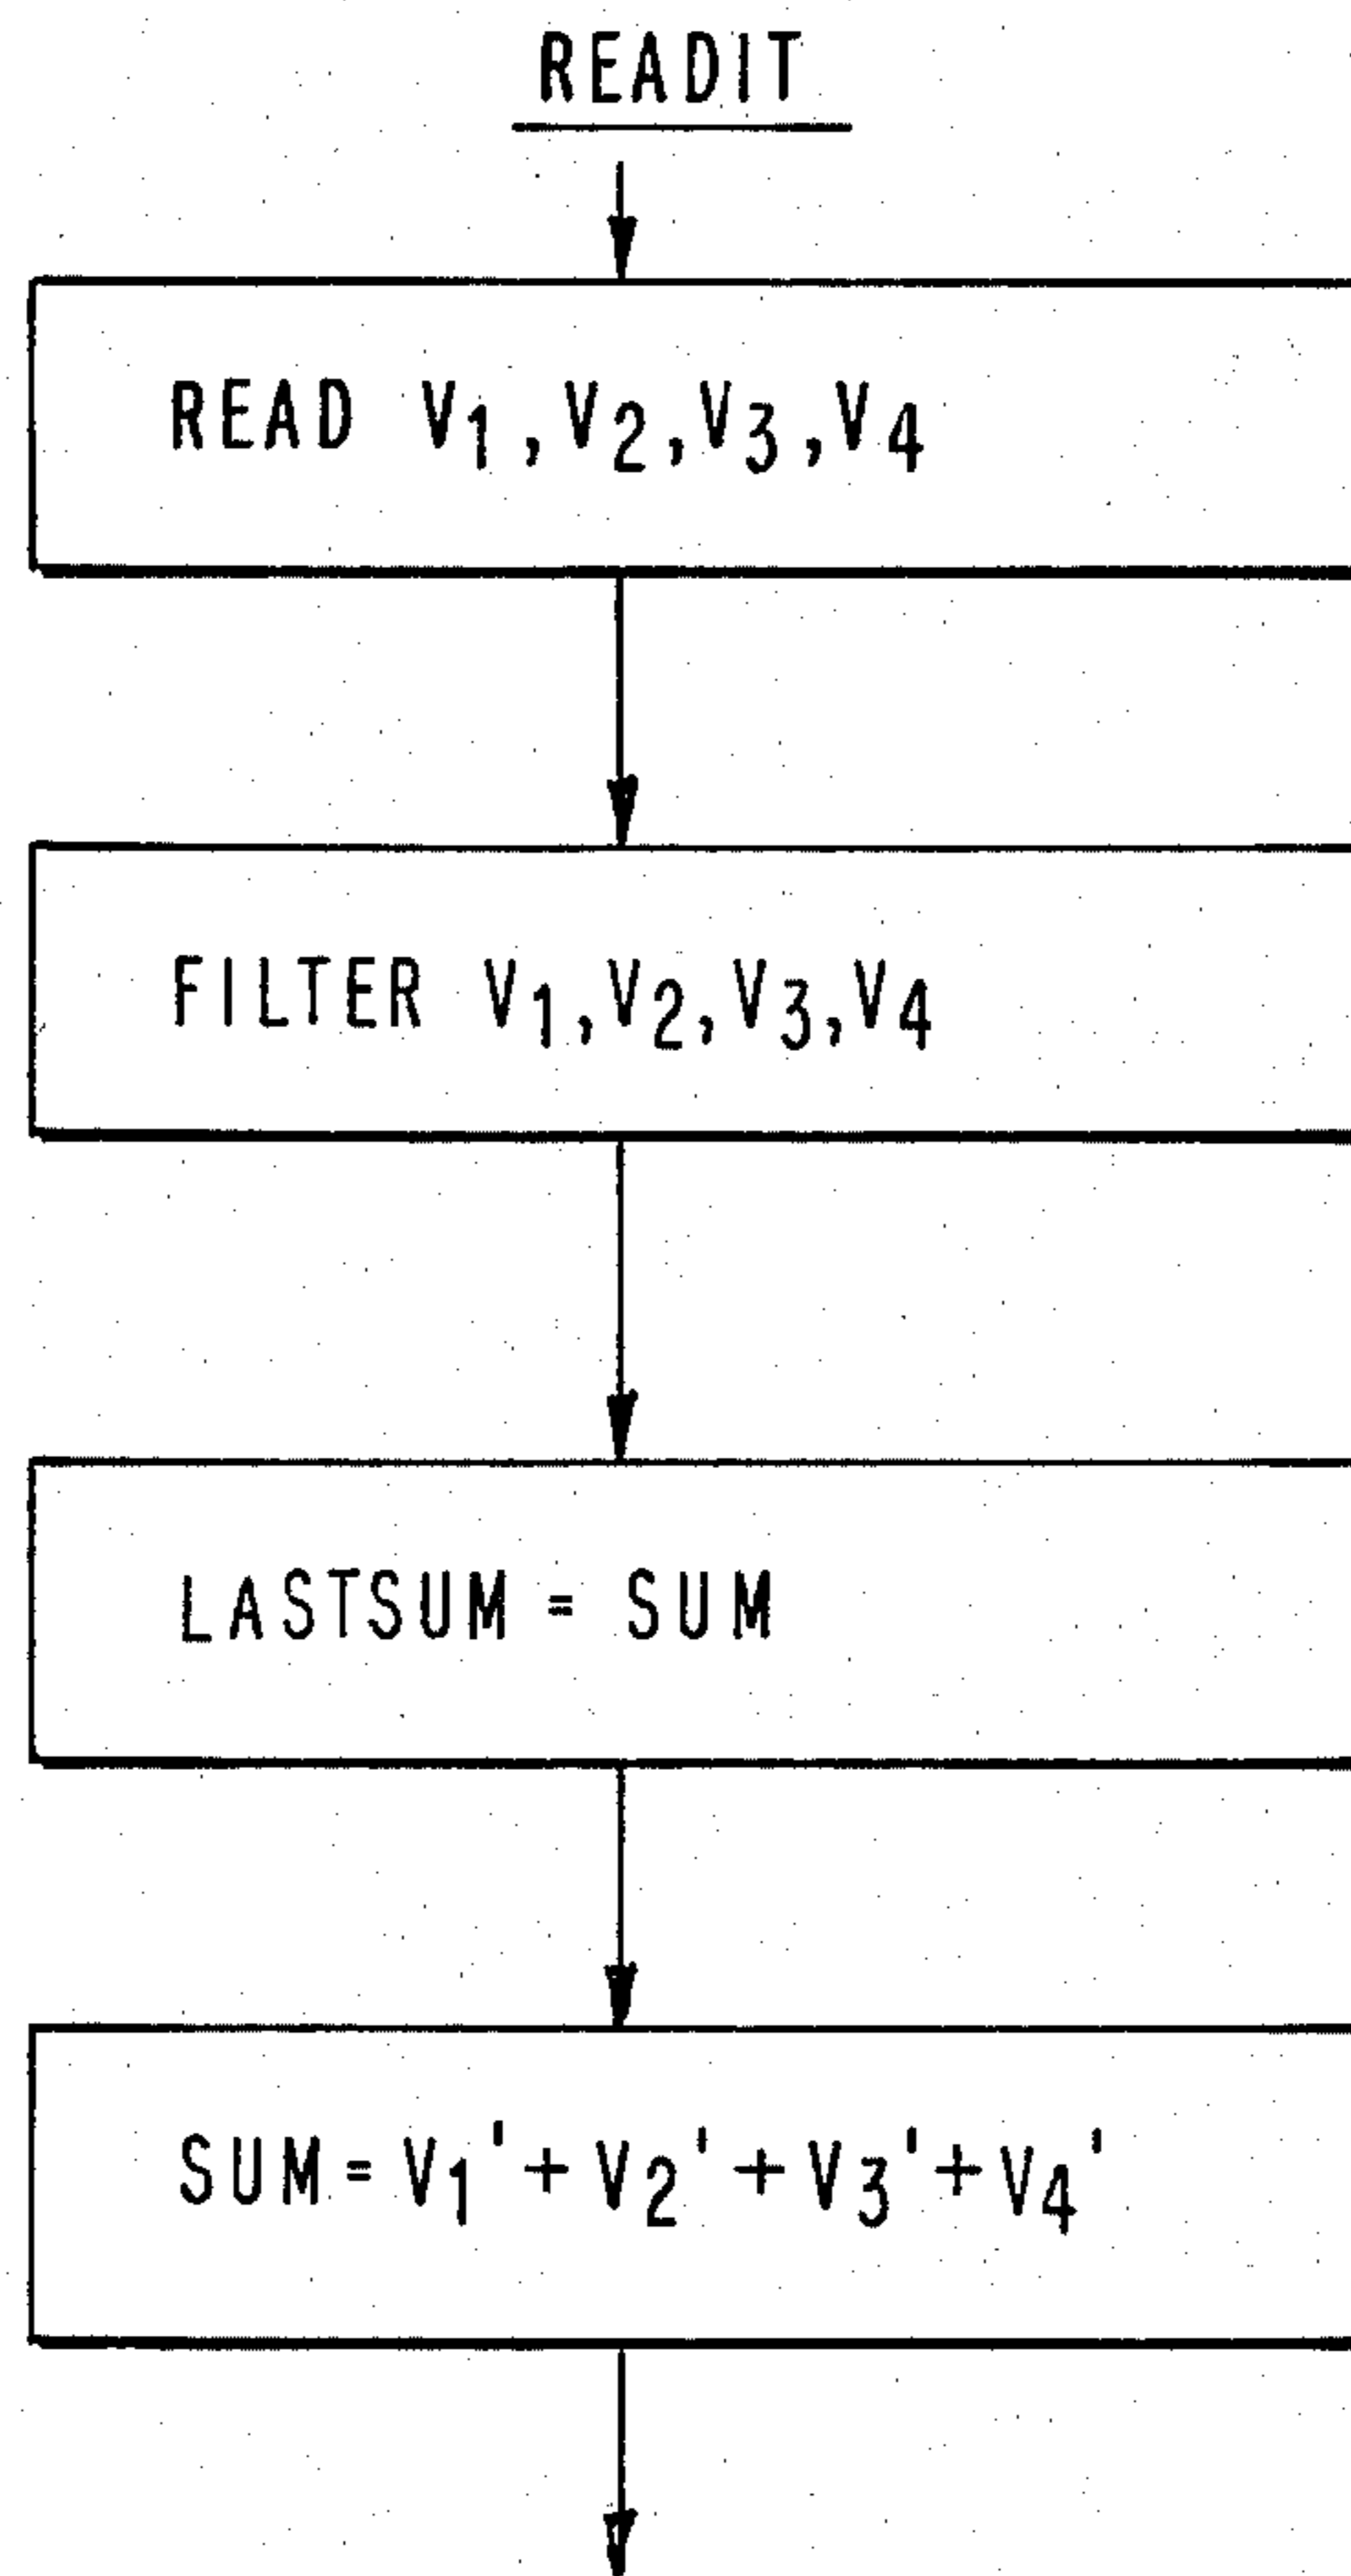 READIT
READ V₁, V₂, V₃, V₄
FILTER V₁, V₂, V₃, V₄
LASTSUM = SUM
SUM = V₁' + V₂' + V₃' + V₄'